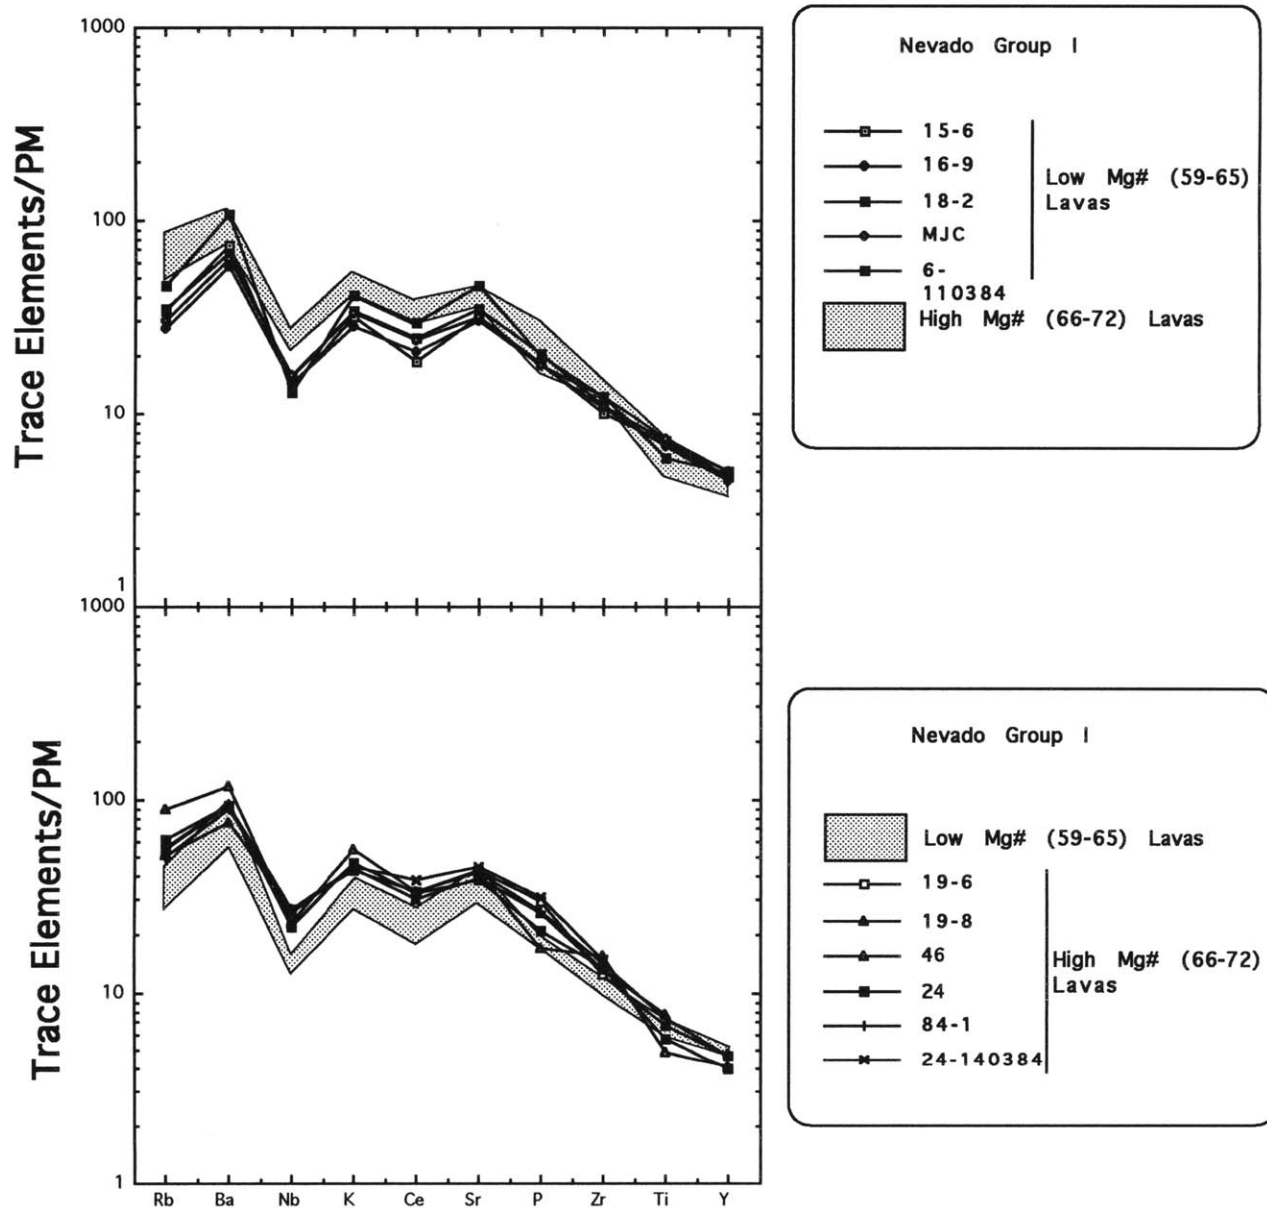 Trace Elements/PM
1000
100
10
1
Nevado Group I
15-6
16-9
18-2
MJC
6-
110384
Low Mg# (59-65)
Lavas
High Mg# (66-72) Lavas
Trace Elements/PM
1000
100
10
1
Rb Ba Nb K Ce Sr P Zr Ti Y
Nevado Group I
Low Mg# (59-65) Lavas
19-6
19-8
46
24
84-1
24-140384
High Mg# (66-72)
Lavas